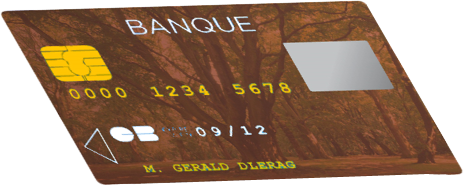 BANQUE
0000 1234 5678
09/12
M. GERALD DLERAG